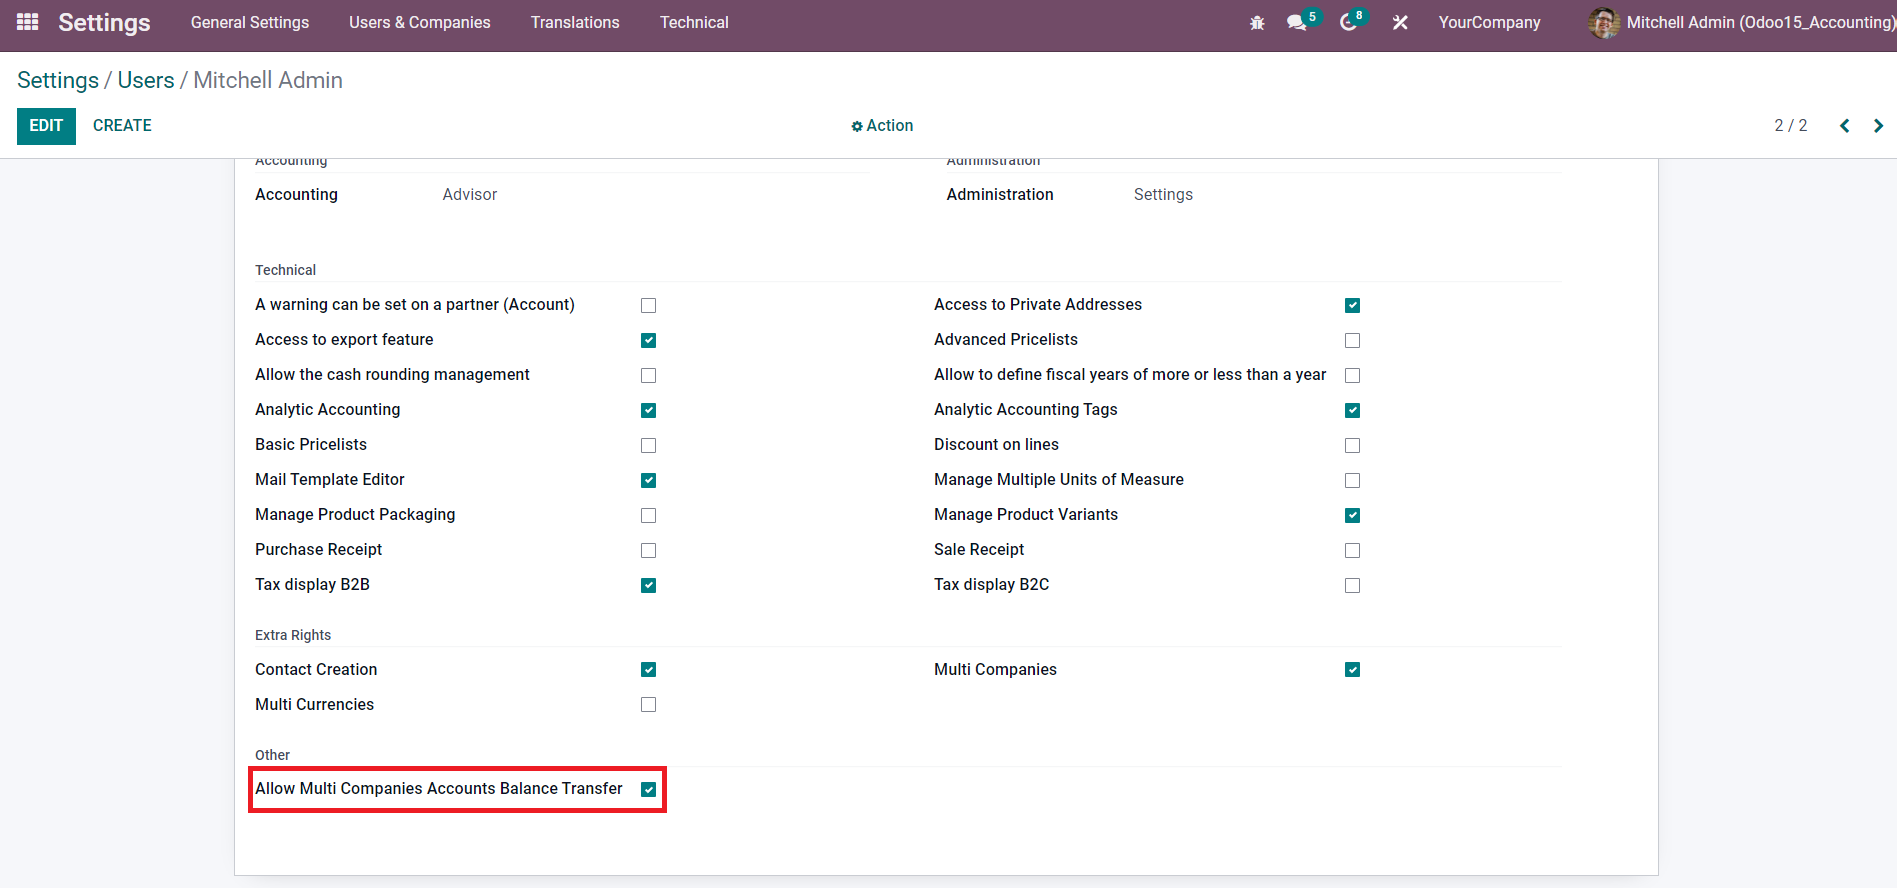 Settings General Settings Users & Companies Translations Technical 5 8 YourCompany Mitchell Admin (Odoo15_Accounting)
Settings / Users / Mitchell Admin
EDIT CREATE Action 2 / 2
Accounting Administration
Accounting Advisor Administration Settings
Technical
A warning can be set on a partner (Account) Access to Private Addresses
Access to export feature Advanced Pricelists
Allow the cash rounding management Allow to define fiscal years of more or less than a year
Analytic Accounting Analytic Accounting Tags
Basic Pricelists Discount on lines
Mail Template Editor Manage Multiple Units of Measure
Manage Product Packaging Manage Product Variants
Purchase Receipt Sale Receipt
Tax display B2B Tax display B2C
Extra Rights
Contact Creation Multi Companies
Multi Currencies
Other
Allow Multi Companies Accounts Balance Transfer